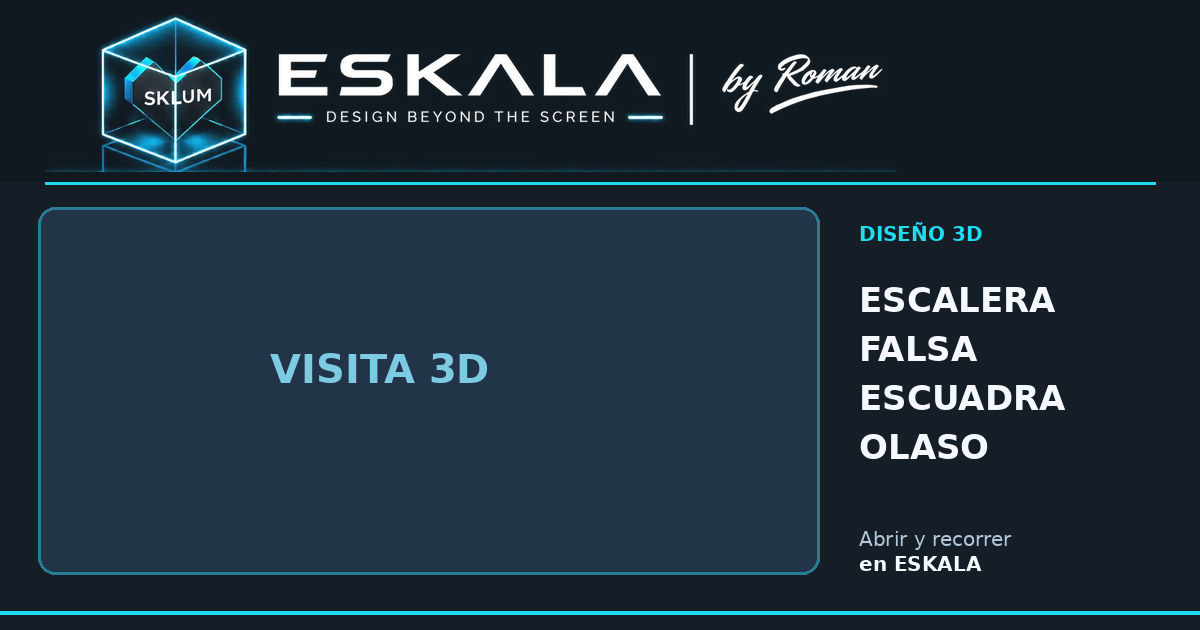 SKLUM
ESKALA
DESIGN BEYOND THE SCREEN
by Roman
VISITA 3D
DISEÑO 3D
ESCALERA
FALSA
ESCUADRA
OLASO
Abrir y recorrer
en ESKALA